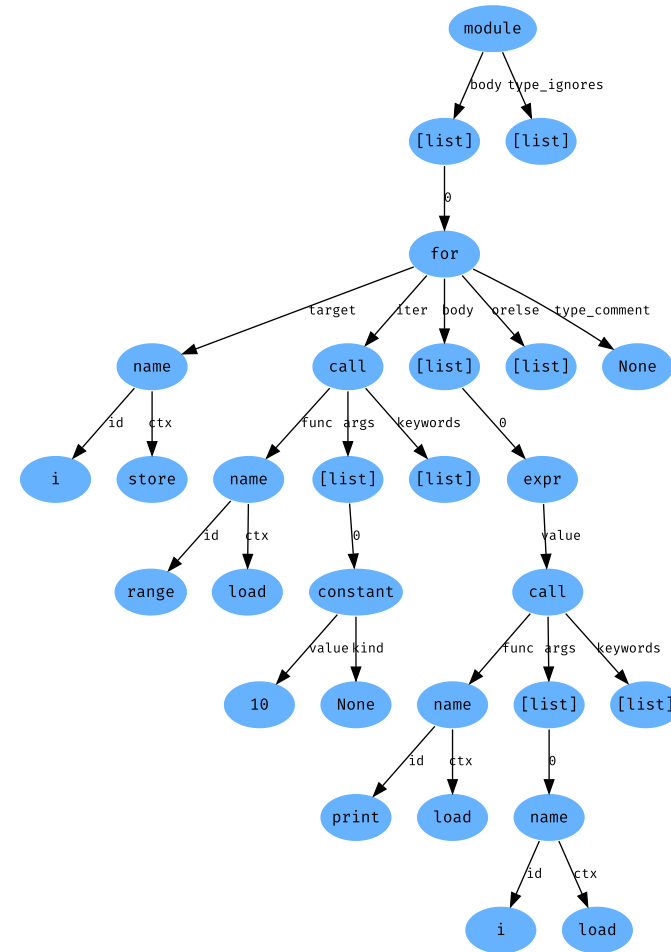 module
body type_ignores
[list] [list]
0
for
target iter body orelse type_comment
name call [list] [list] None
id ctx func args keywords 0
i store name [list] [list] expr
id ctx 0 value
range load constant call
value kind func args keywords
10 None name [list] [list]
id ctx 0
print load name
id ctx
i load